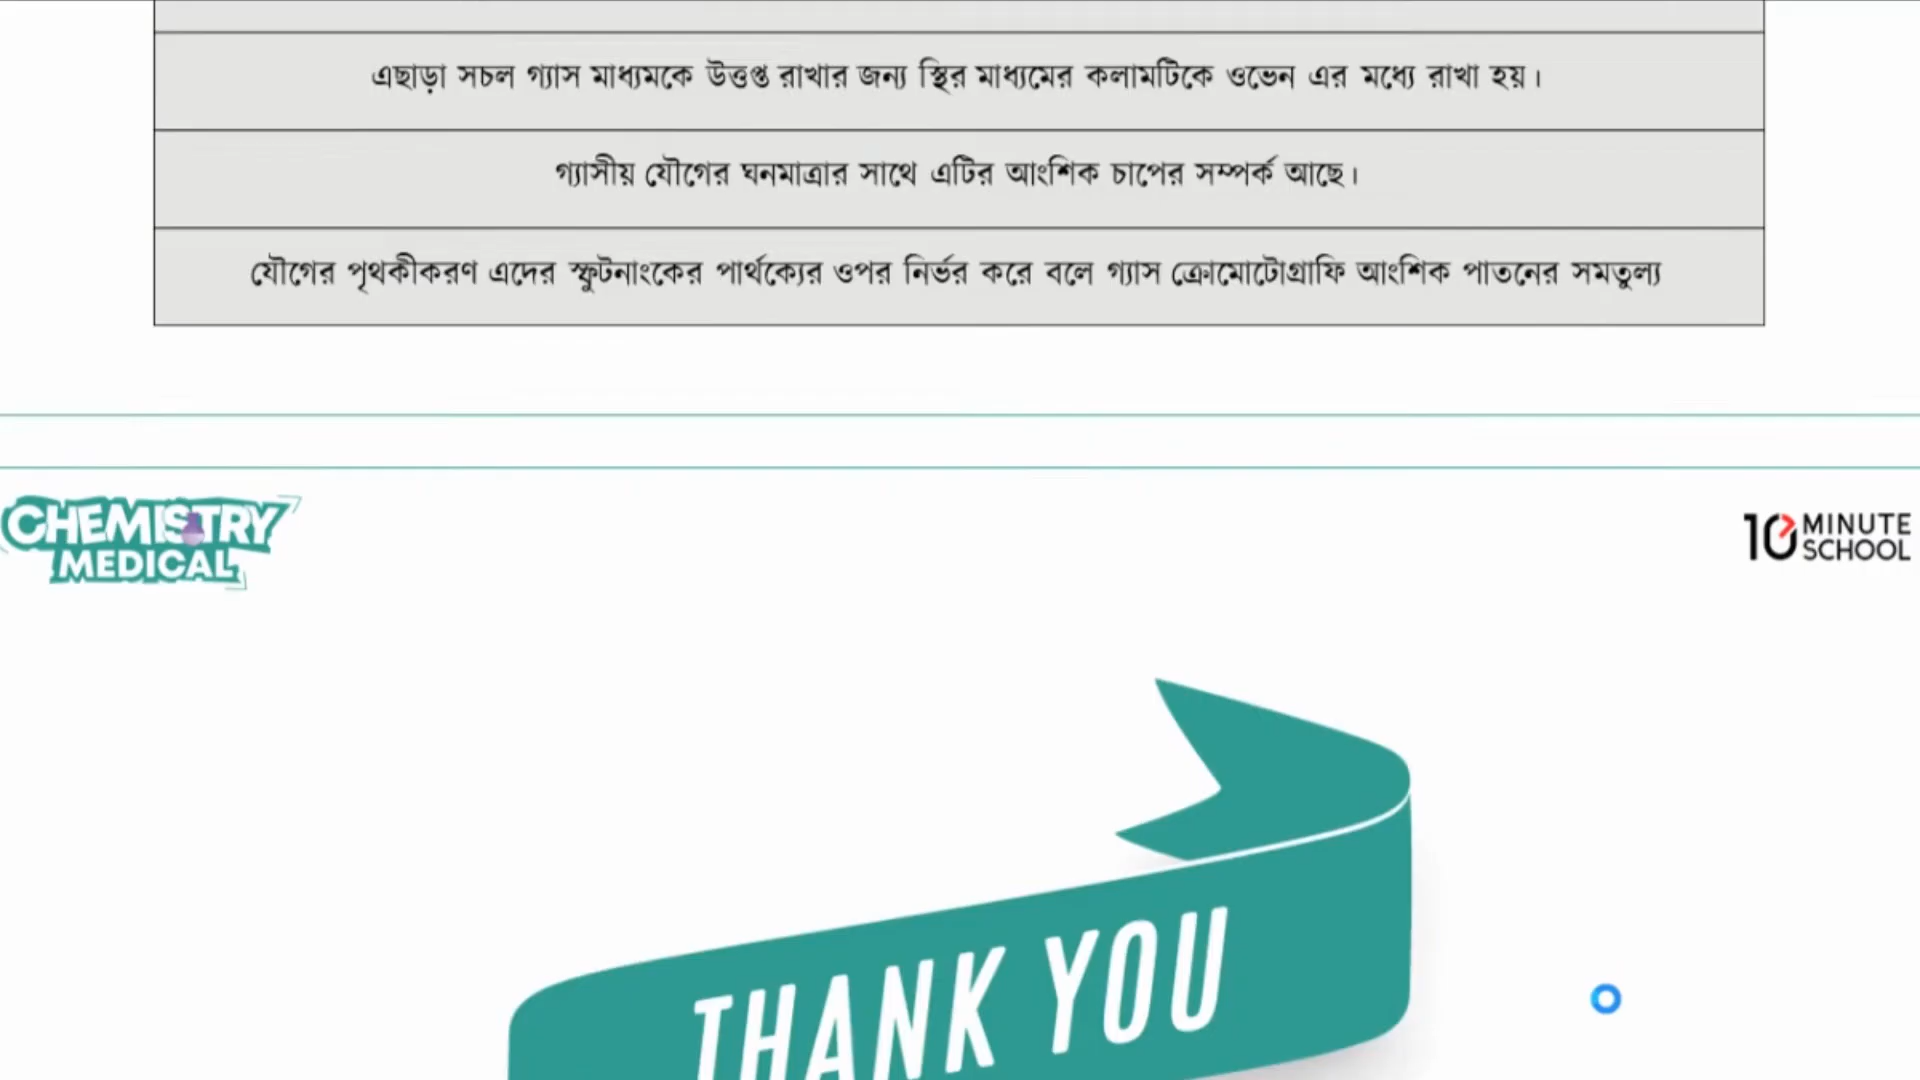 এছাড়া সচল গ্যাস মাধ্যমকে উত্তপ্ত রাখার জন্য স্থির মাধ্যমের কলামটিকে ওভেন এর মধ্যে রাখা হয়।
গ্যাসীয় যৌগের ঘনমাত্রার সাথে এটির আংশিক চাপের সম্পর্ক আছে।
যৌগের পৃথকীকরণ এদের স্ফুটনাংকের পার্থক্যের ওপর নির্ভর করে বলে গ্যাস ক্রোমোটোগ্রাফি আংশিক পাতনের সমতুল্য
CHEMISTRY
MEDICAL
10 MINUTE
SCHOOL
THANK YOU